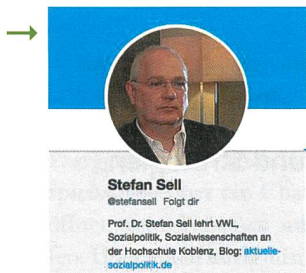 Stefan Sell
@stefansell Folgt dir
Prof. Dr. Stefan Sell lehrt VWL,
Sozialpolitik, Sozialwissenschaften an
der Hochschule Koblenz, Blog: aktuelle-
sozialpolitik.de